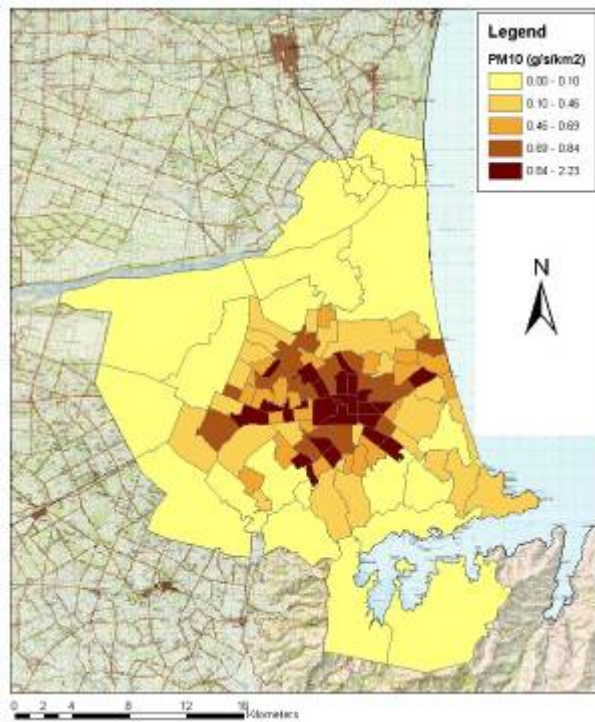 Legend
PM10 (g/s/km2)
0.00 - 0.10
0.10 - 0.46
0.46 - 0.69
0.69 - 0.84
0.84 - 2.23
N
0 2 4 8 12 16
Kilometers